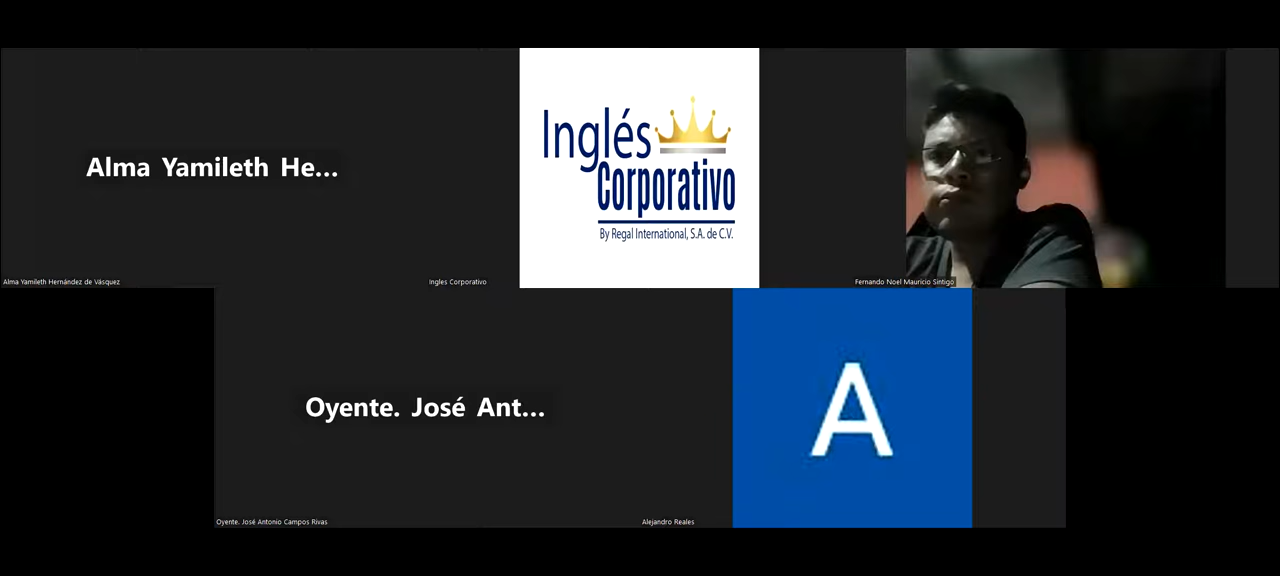 Alma Yamileth He...
Alma Yamileth Hernández de Vásquez
Inglés
Corporativo
By Regal International, S.A. de C.V.
Ingles Corporativo
Fernando Noel Mauricio Sintigo
Oyente. José Ant...
Oyente. José Antonio Campos Rivas
A
Alejandro Reales